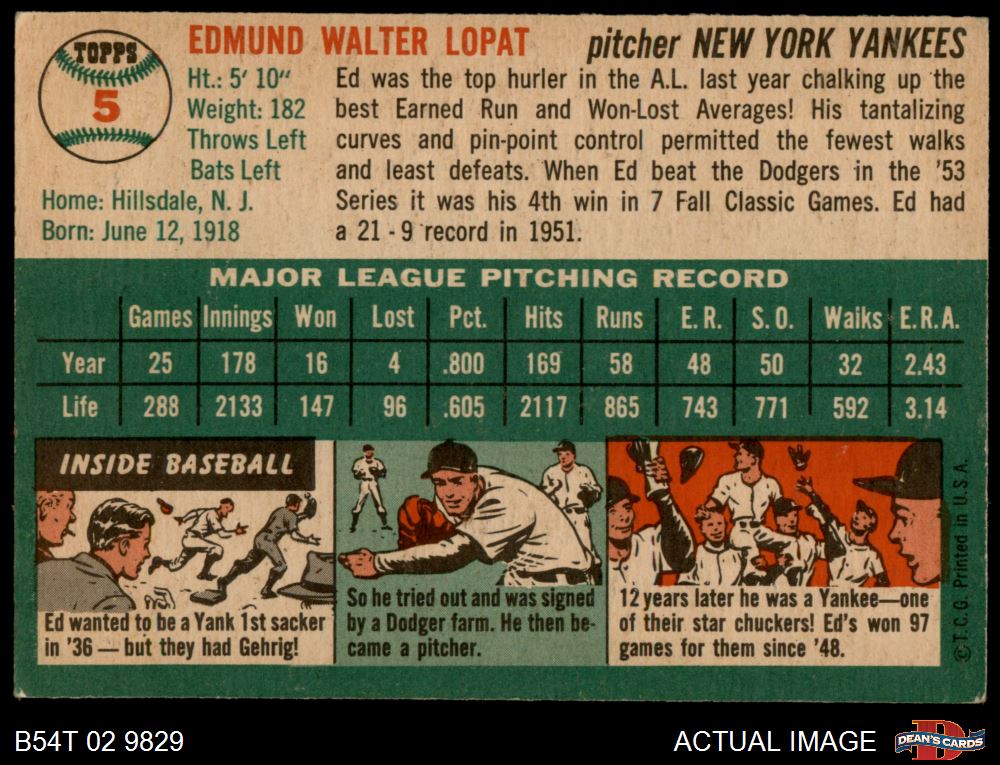 TOPPS
5
EDMUND WALTER LOPAT
pitcher NEW YORK YANKEES
Ht.: 5' 10"
Weight: 182
Throws Left
Bats Left
Home: Hillsdale, N. J.
Born: June 12, 1918
Ed was the top hurler in the A.L. last year chalking up the
best Earned Run and Won-Lost Averages! His tantalizing
curves and pin-point control permitted the fewest walks
and least defeats. When Ed beat the Dodgers in the '53
Series it was his 4th win in 7 Fall Classic Games. Ed had
a 21-9 record in 1951.
MAJOR LEAGUE PITCHING RECORD
Games Innings Won Lost Pct. Hits Runs E. R. S. O. Walks E.R.A.
Year 25 178 16 4 .800 169 58 48 50 32 2.43
Life 288 2133 147 96 .605 2117 865 743 771 592 3.14
INSIDE BASEBALL
Ed wanted to be a Yank 1st sacker
in '36 — but they had Gehrig!
So he tried out and was signed
by a Dodger farm. He then be-
came a pitcher.
12 years later he was a Yankee—one
of their star chuckers! Ed's won 97
games for them since '48.
© T. C. G. Printed in U. S. A.
B54T 02 9829
ACTUAL IMAGE
DEAN'S CARDS